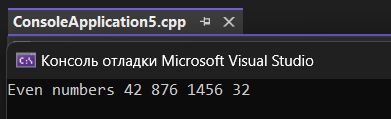 ConsoleApplication5.cpp
Консоль отладки Microsoft Visual Studio
Even numbers 42 876 1456 32